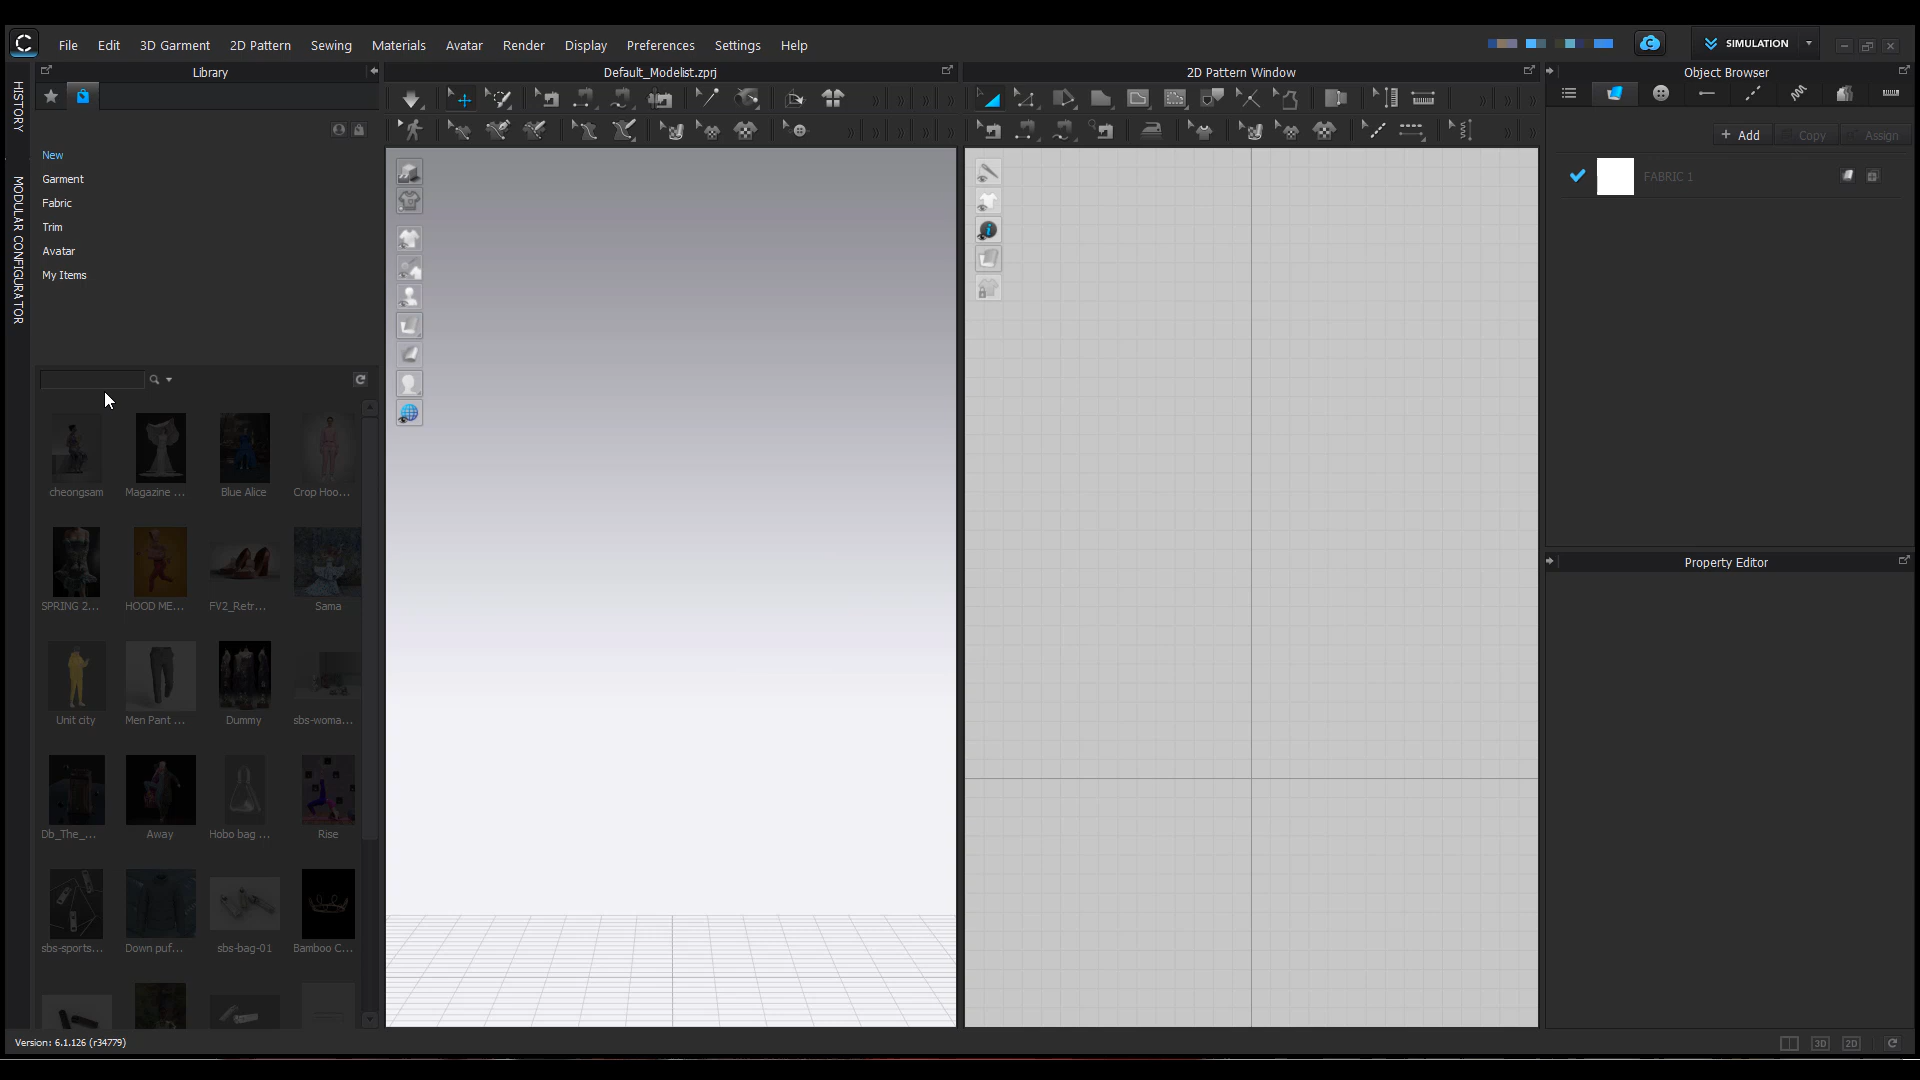 File Edit 3D Garment 2D Pattern Sewing Materials Avatar Render Display Preferences Settings Help
SIMULATION
Library
Default_Modelist.zprj
2D Pattern Window
Object Browser
HISTORY
MODULAR CONFIGURATOR
+ Add Copy Assign
New
Garment
Fabric
Trim
Avatar
My Items
FABRIC 1
cheongsam Magazine ... Blue Alice Crop Hoo...
SPRING 2... HOOD ME... FV2_Retr... Sama
Unit city Men Pant ... Dummy sbs-woma...
Db_The_... Away Hobo bag ... Rise
sbs-sports... Down puf... sbs-bag-01 Bamboo C...
Property Editor
Version: 6.1.126 (r34779)
3D 2D